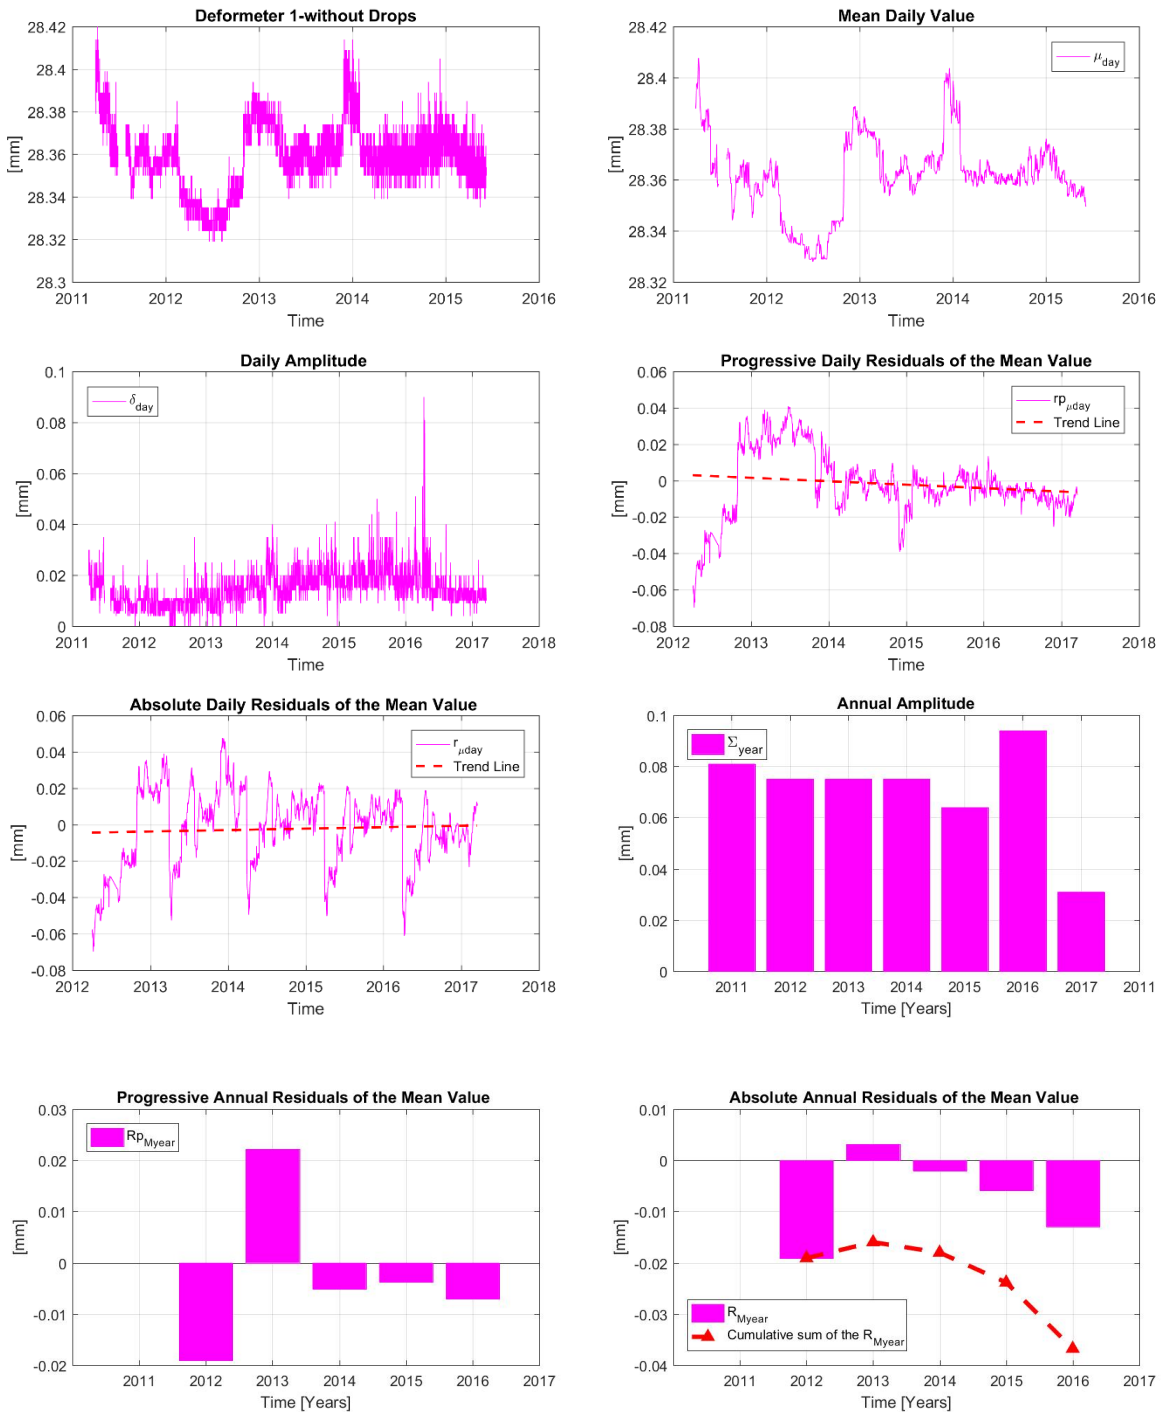 Deformeter 1-without Drops
28.42
28.4
28.38
28.36
28.34
28.32
28.3
[mm]
2011 2012 2013 2014 2015 2016
Time
Mean Daily Value
μday
28.42
28.4
28.38
28.36
28.34
28.32
[mm]
2011 2012 2013 2014 2015 2016
Time
Daily Amplitude
δday
0.1
0.08
0.06
0.04
0.02
0
[mm]
2011 2012 2013 2014 2015 2016 2017 2018
Time
Progressive Daily Residuals of the Mean Value
rpμday
Trend Line
0.06
0.04
0.02
0
-0.02
-0.04
-0.06
-0.08
[mm]
2012 2013 2014 2015 2016 2017 2018
Time
Absolute Daily Residuals of the Mean Value
rμday
Trend Line
0.06
0.04
0.02
0
-0.02
-0.04
-0.06
-0.08
[mm]
2012 2013 2014 2015 2016 2017 2018
Time
Annual Amplitude
Σyear
0.1
0.08
0.06
0.04
0.02
0
[mm]
2011 2012 2013 2014 2015 2016 2017 2011
Time [Years]
Progressive Annual Residuals of the Mean Value
RpMyear
0.03
0.02
0.01
0
-0.01
-0.02
[mm]
2011 2012 2013 2014 2015 2016 2017
Time [Years]
Absolute Annual Residuals of the Mean Value
0.01
0
-0.01
-0.02
-0.03
-0.04
[mm]
RMyear
Cumulative sum of the RMyear
2011 2012 2013 2014 2015 2016 2017
Time [Years]